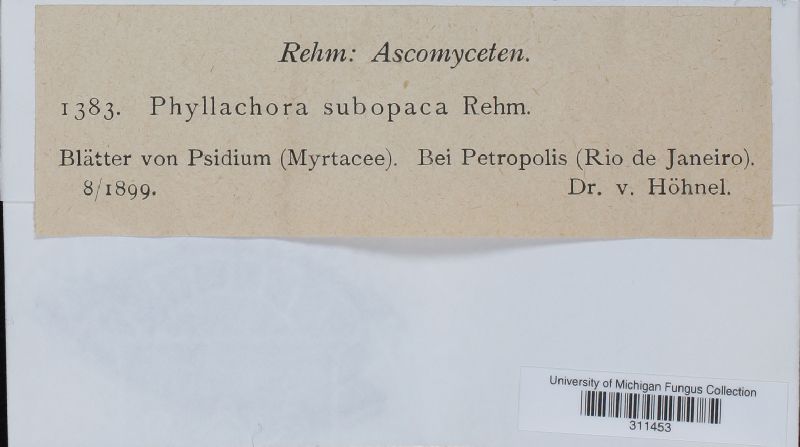 Rehm: Ascomyceten.
1383. Phyllachora subopaca Rehm.
Blätter von Psidium (Myrtacee). Bei Petropolis (Rio de Janeiro).
8/1899. Dr. v. Höhnel.
University of Michigan Fungus Collection
311453